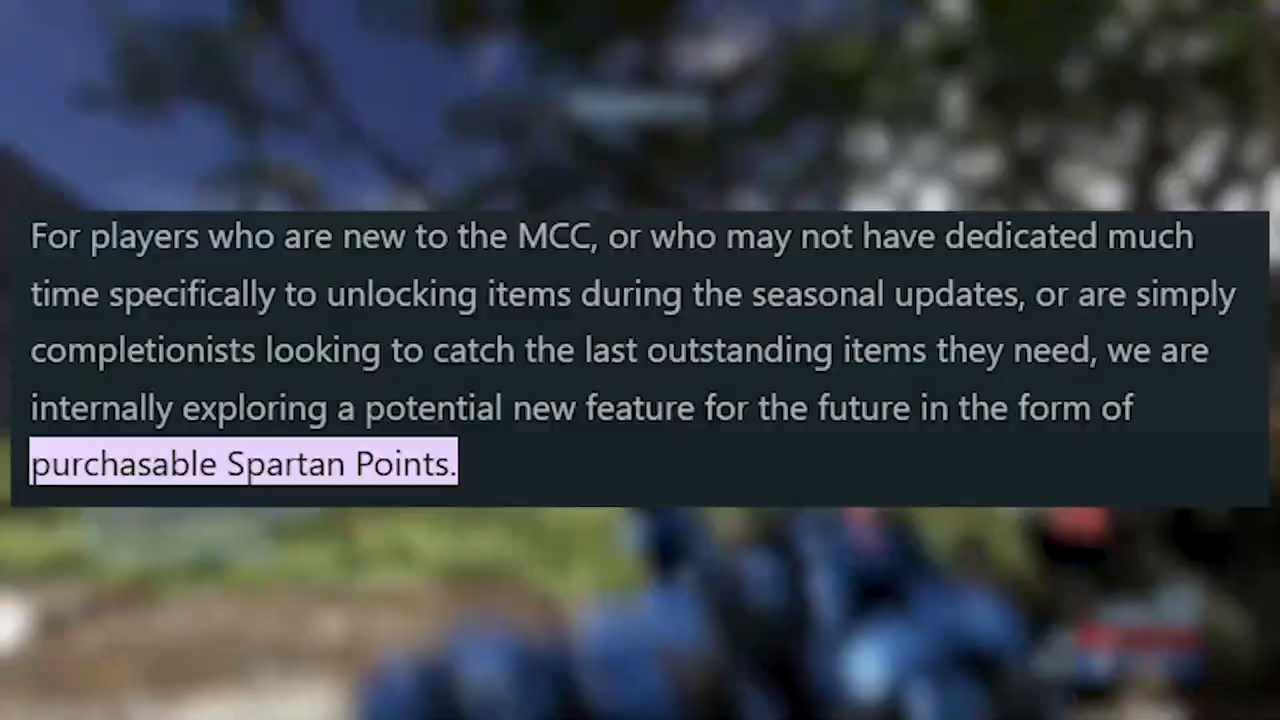 For players who are new to the MCC, or who may not have dedicated much
time specifically to unlocking items during the seasonal updates, or are simply
completionists looking to catch the last outstanding items they need, we are
internally exploring a potential new feature for the future in the form of
purchasable Spartan Points.